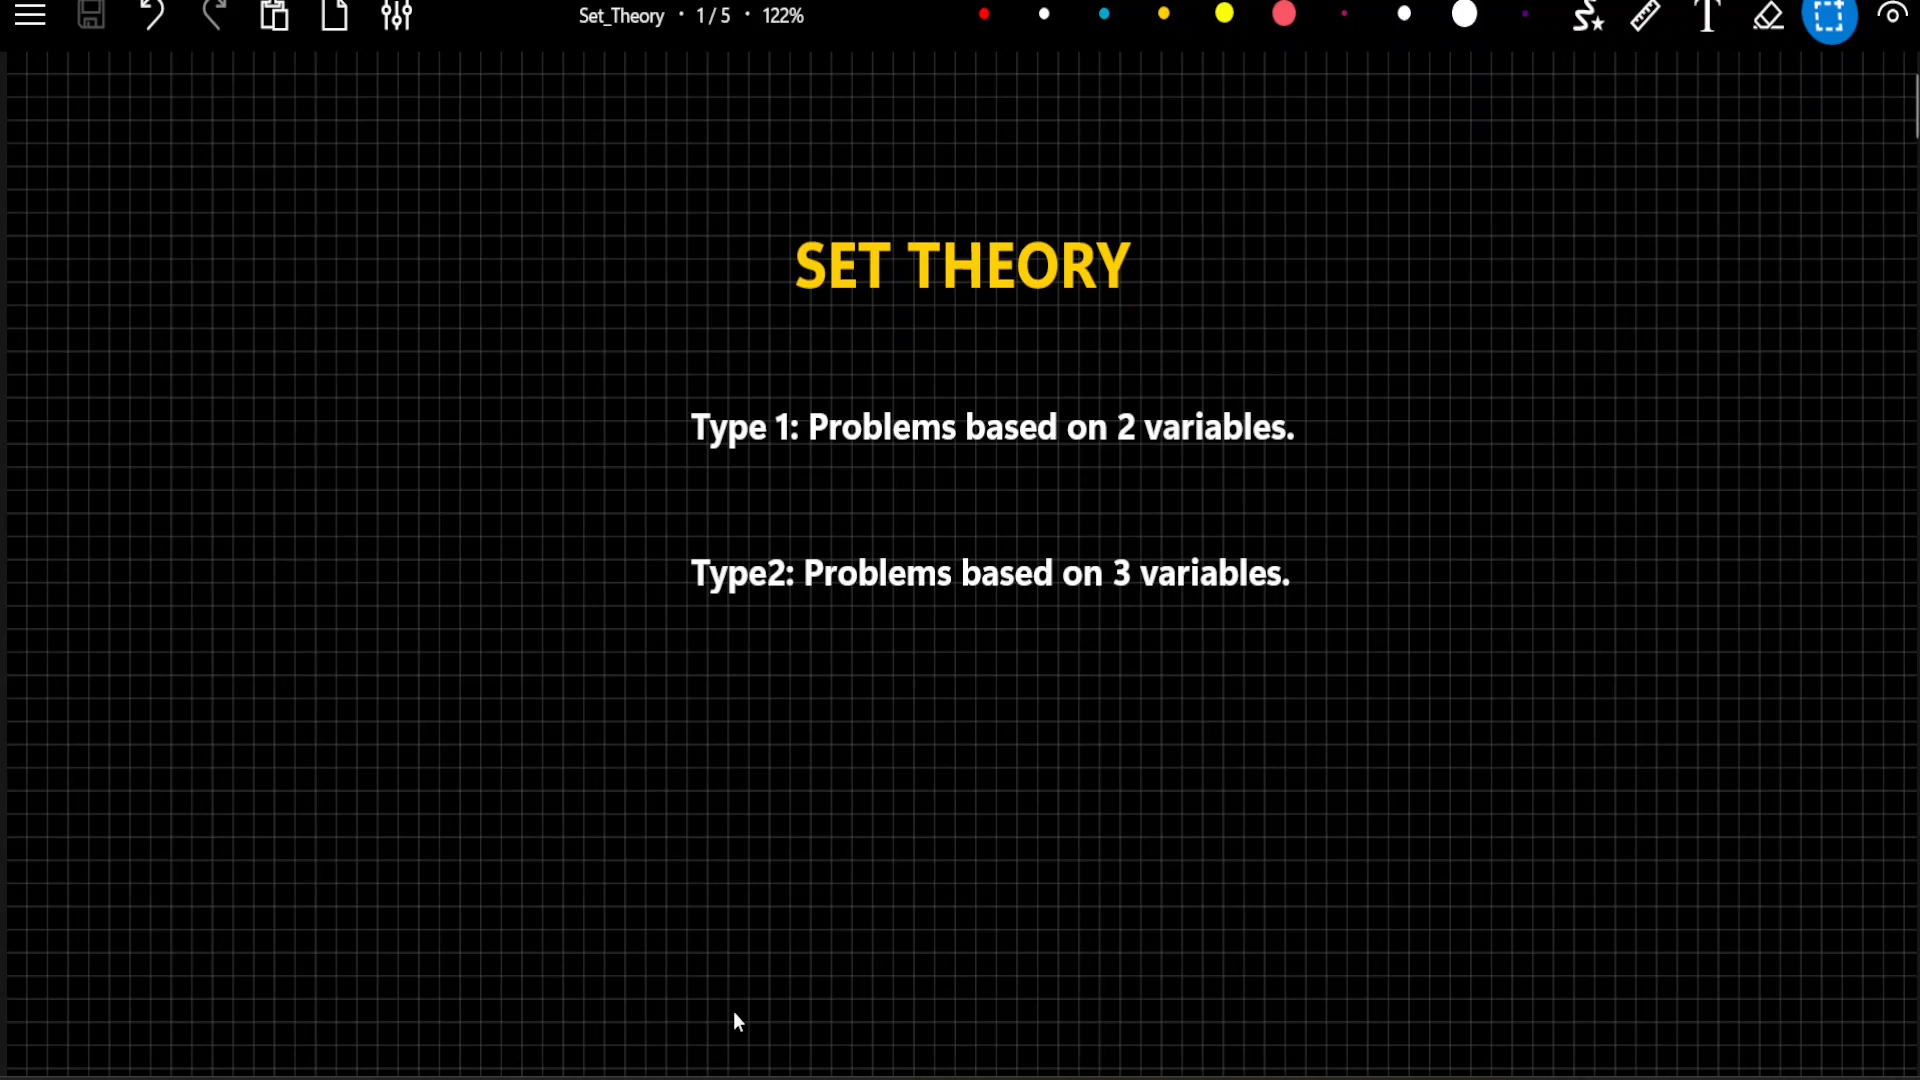 Set_Theory • 1 / 5 • 122%
SET THEORY
Type 1: Problems based on 2 variables.
Type2: Problems based on 3 variables.